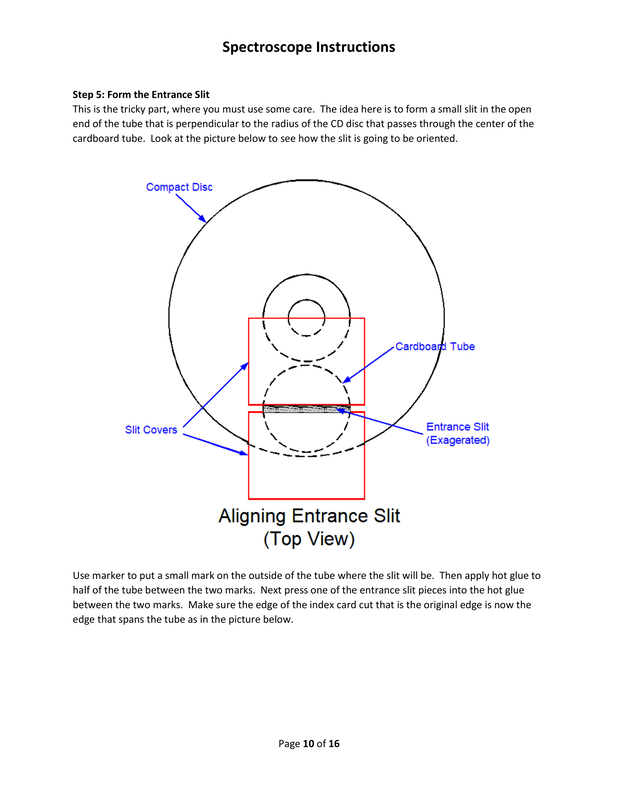 Spectroscope Instructions
Step 5: Form the Entrance Slit
This is the tricky part, where you must use some care.  The idea here is to form a small slit in the open
end of the tube that is perpendicular to the radius of the CD disc that passes through the center of the
cardboard tube.  Look at the picture below to see how the slit is going to be oriented.
Compact Disc
Cardboard Tube
Slit Covers
Entrance Slit
(Exagerated)
Aligning Entrance Slit
(Top View)
Use marker to put a small mark on the outside of the tube where the slit will be.  Then apply hot glue to
half of the tube between the two marks.  Next press one of the entrance slit pieces into the hot glue
between the two marks.  Make sure the edge of the index card cut that is the original edge is now the
edge that spans the tube as in the picture below.
Page 10 of 16